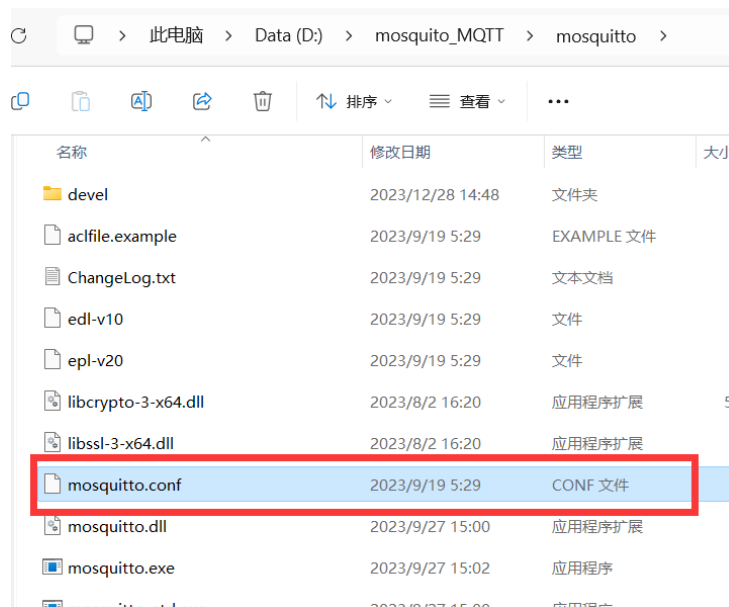 此电脑 > Data (D:) > mosquito_MQTT > mosquitto >
排序 查看
名称 修改日期 类型
devel 2023/12/28 14:48 文件夹
aclfile.example 2023/9/19 5:29 EXAMPLE 文件
ChangeLog.txt 2023/9/19 5:29 文本文档
edl-v10 2023/9/19 5:29 文件
epl-v20 2023/9/19 5:29 文件
libcrypto-3-x64.dll 2023/8/2 16:20 应用程序扩展
libssl-3-x64.dll 2023/8/2 16:20 应用程序扩展
mosquitto.conf 2023/9/19 5:29 CONF 文件
mosquitto.dll 2023/9/27 15:00 应用程序扩展
mosquitto.exe 2023/9/27 15:02 应用程序